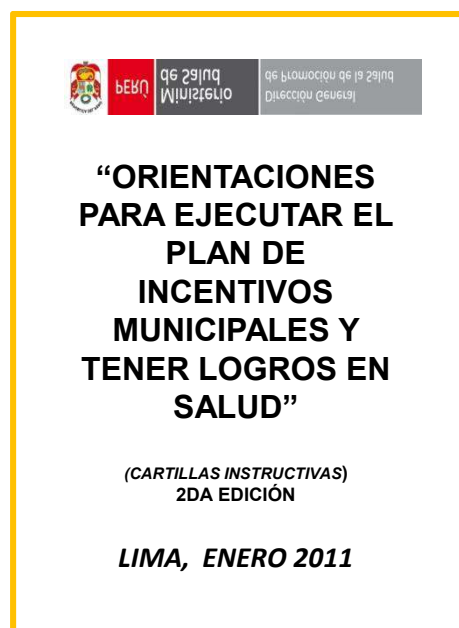 PERÚ
Ministerio
de Salud
Dirección General
de Promoción de la Salud
“ORIENTACIONES
PARA EJECUTAR EL
PLAN DE
INCENTIVOS
MUNICIPALES Y
TENER LOGROS EN
SALUD”
(CARTILLAS INSTRUCTIVAS)
2DA EDICIÓN
LIMA, ENERO 2011